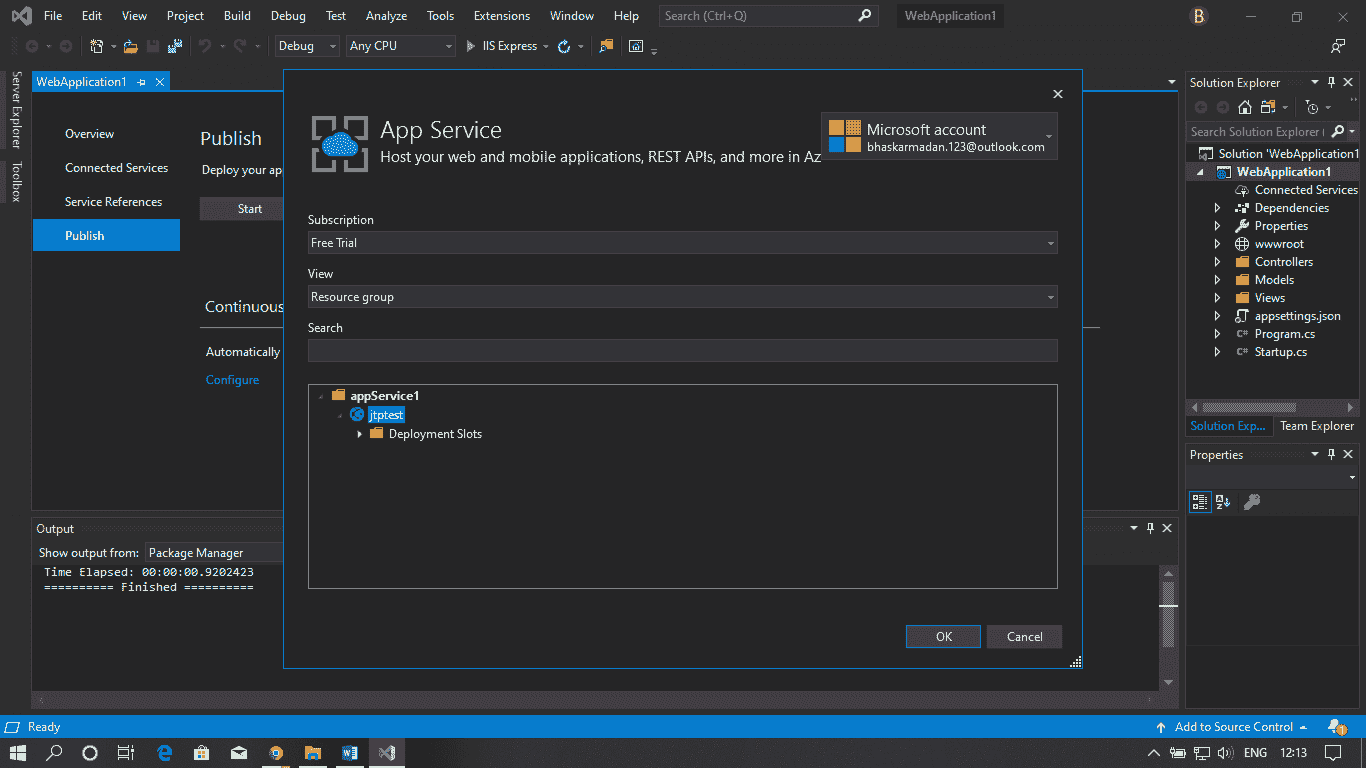 File Edit View Project Build Debug Test Analyze Tools Extensions Window Help Search (Ctrl+Q) WebApplication1 B
Debug Any CPU IIS Express
Server Explorer
Toolbox
WebApplication1
Overview
Connected Services
Service References
Publish
Publish
Deploy your ap
Start
Continuous
Automatically
Configure
App Service
Host your web and mobile applications, REST APIs, and more in Az
Microsoft account
bhaskarmadan.123@outlook.com
Subscription
Free Trial
View
Resource group
Search
appService1
jtptest
Deployment Slots
OK Cancel
Solution Explorer
Search Solution Explorer (
Solution 'WebApplication1
WebApplication1
Connected Services
Dependencies
Properties
wwwroot
Controllers
Models
Views
appsettings.json
C# Program.cs
C# Startup.cs
Solution Exp... Team Explorer
Properties
Output
Show output from: Package Manager
Time Elapsed: 00:00:00.9202423
========== Finished ==========
Ready Add to Source Control 1
ENG 12:13